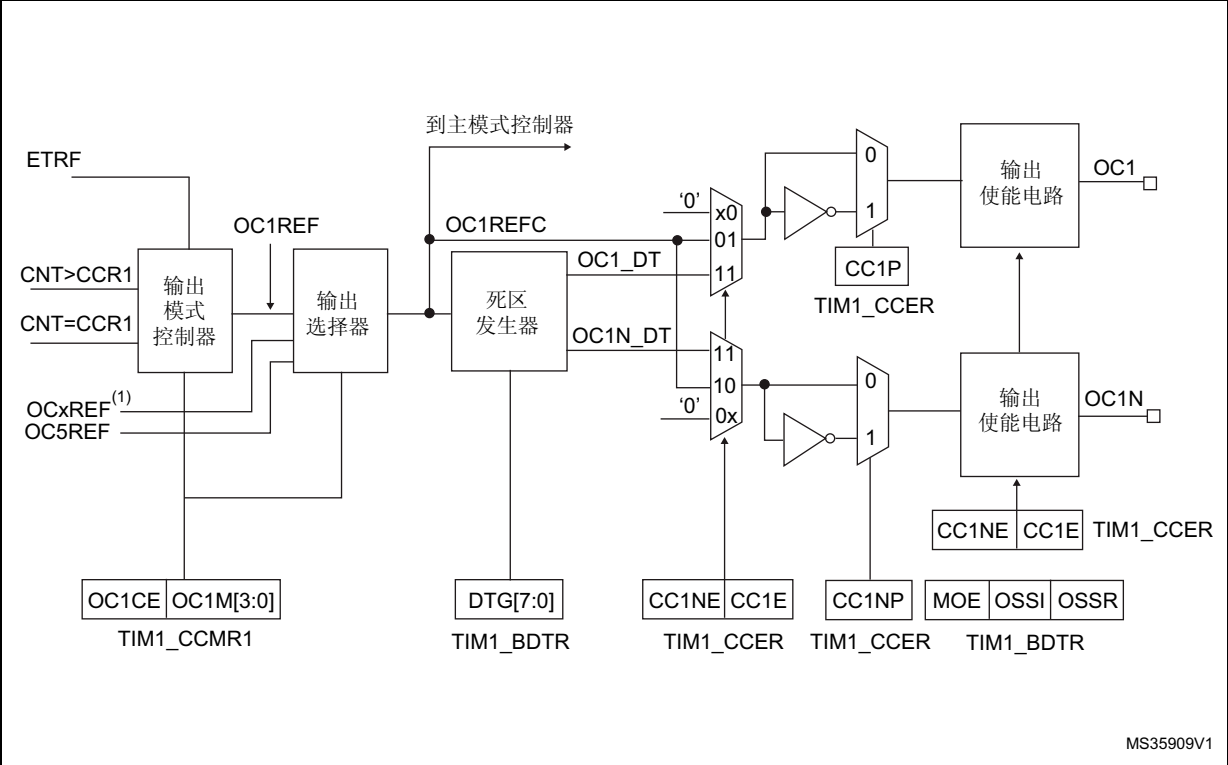 到主模式控制器
ETRF
OC1REF
OC1REFC
CNT>CCR1
CNT=CCR1
OCxREF(1)
OC5REF
输出
模式
控制器
输出
选择器
死区
发生器
OC1_DT
OC1N_DT
‘0’
x0
01
11
11
10
0x
‘0’
0
1
CC1P
TIM1_CCER
0
1
输出
使能电路
OC1
输出
使能电路
OC1N
CC1NE CC1E TIM1_CCER
OC1CE OC1M[3:0]
TIM1_CCMR1
DTG[7:0]
TIM1_BDTR
CC1NE CC1E
TIM1_CCER
CC1NP
TIM1_CCER
MOE OSSI OSSR
TIM1_BDTR
MS35909V1